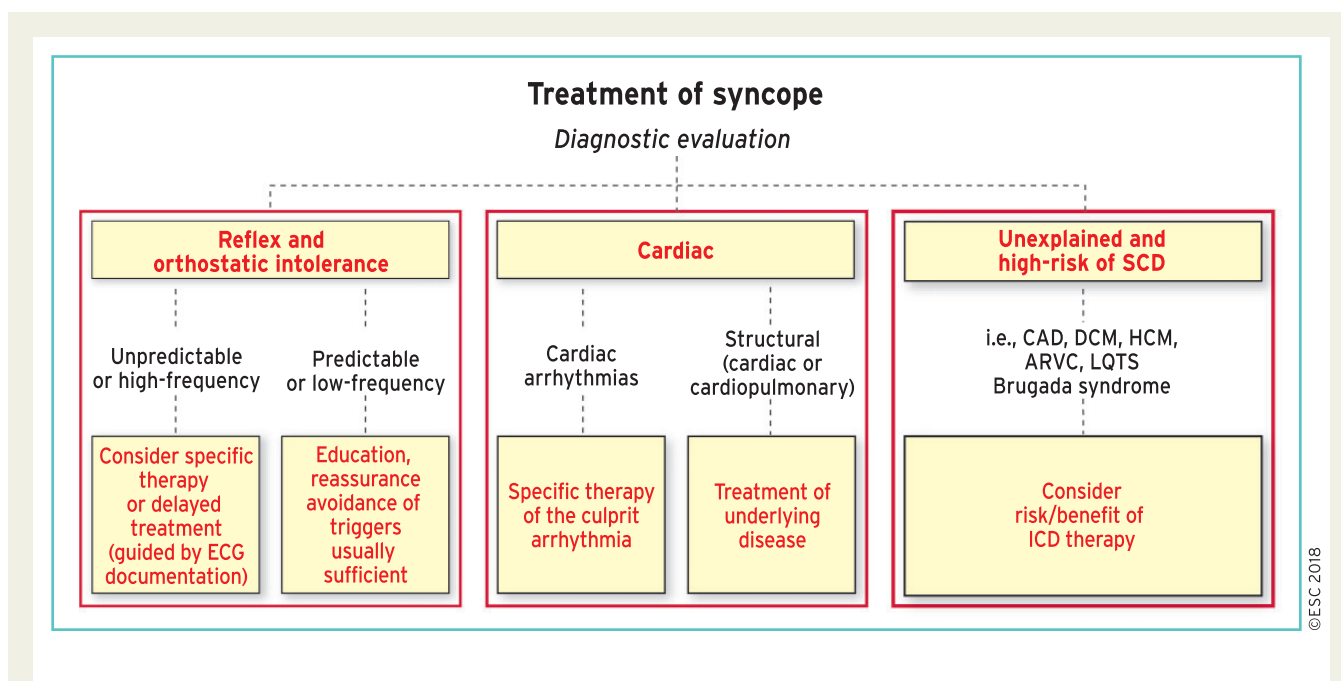 Treatment of syncope
Diagnostic evaluation
Reflex and
orthostatic intolerance
Unpredictable
or high-frequency
Predictable
or low-frequency
Consider specific
therapy
or delayed
treatment
(guided by ECG
documentation)
Education,
reassurance
avoidance of
triggers
usually
sufficient
Cardiac
Cardiac
arrhythmias
Structural
(cardiac or
cardiopulmonary)
Specific therapy
of the culprit
arrhythmia
Treatment of
underlying
disease
Unexplained and
high-risk of SCD
i.e., CAD, DCM, HCM,
ARVC, LQTS
Brugada syndrome
Consider
risk/benefit of
ICD therapy
©ESC 2018